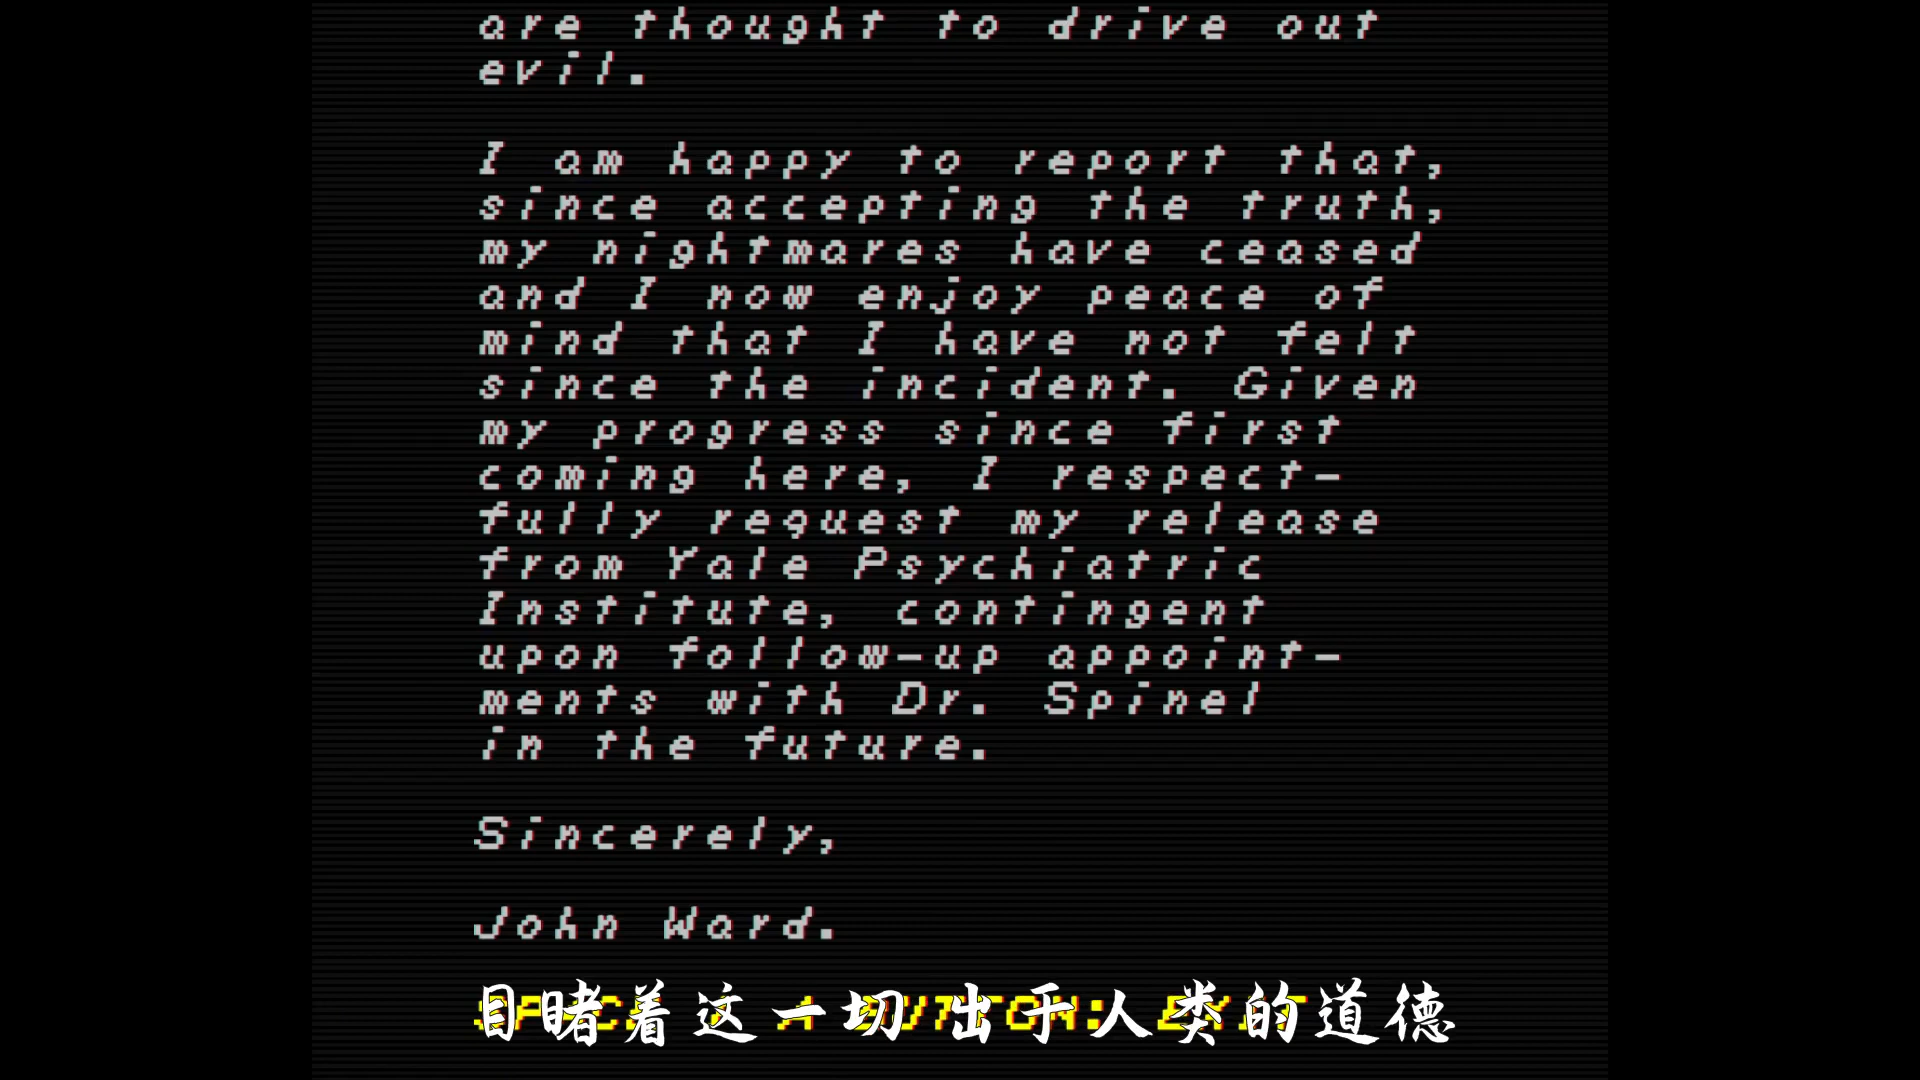 are thought to drive out
evil.
I am happy to report that,
since accepting the truth,
my nightmares have ceased
and I now enjoy peace of
mind that I have not felt
since the incident. Given
my progress since first
coming here, I respect-
fully request my release
from Yale Psychiatric
Institute, contingent
upon follow-up appoint-
ments with Dr. Spinel
in the future.
Sincerely,
John Ward.
目睹着这一切 出于人类的道德